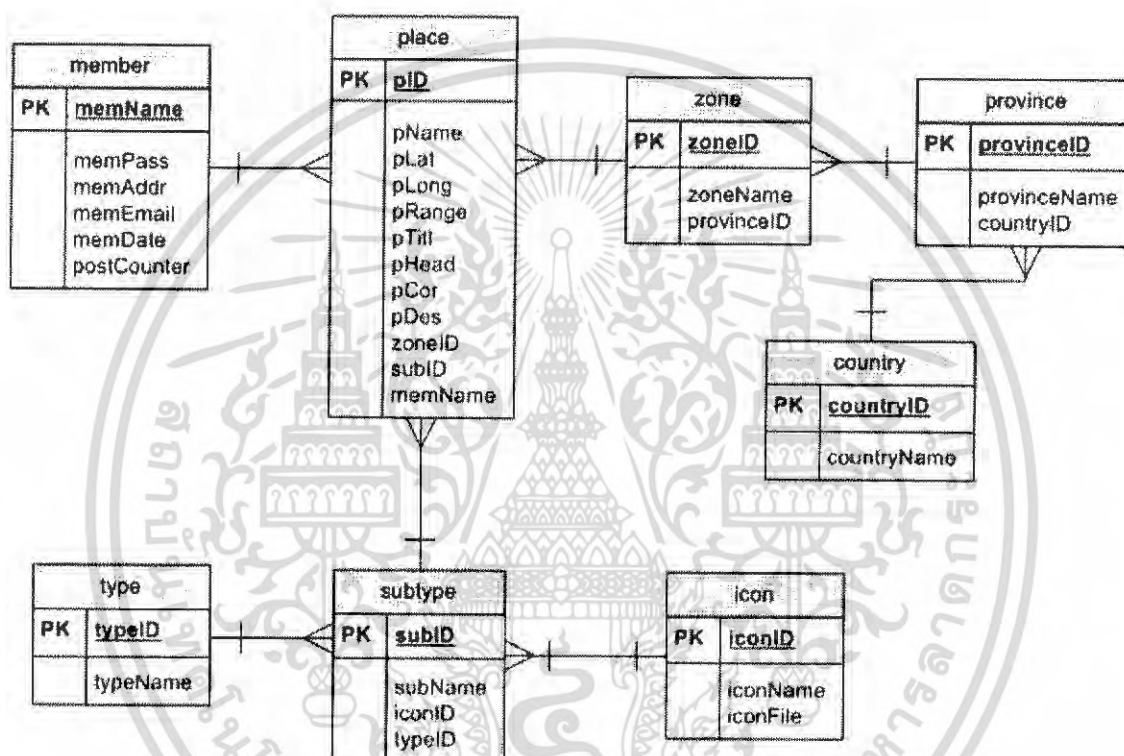 member
PK memName
memPass
memAddr
memEmail
memDate
postCounter
place
PK pID
pName
pLat
pLong
pRange
pTilt
pHead
pCor
pDes
zoneID
subID
memName
zone
PK zoneID
zoneName
provinceID
province
PK provinceID
provinceName
countryID
country
PK countryID
countryName
type
PK typeID
typeName
subtype
PK subID
subName
iconID
typeID
icon
PK iconID
iconName
iconFile